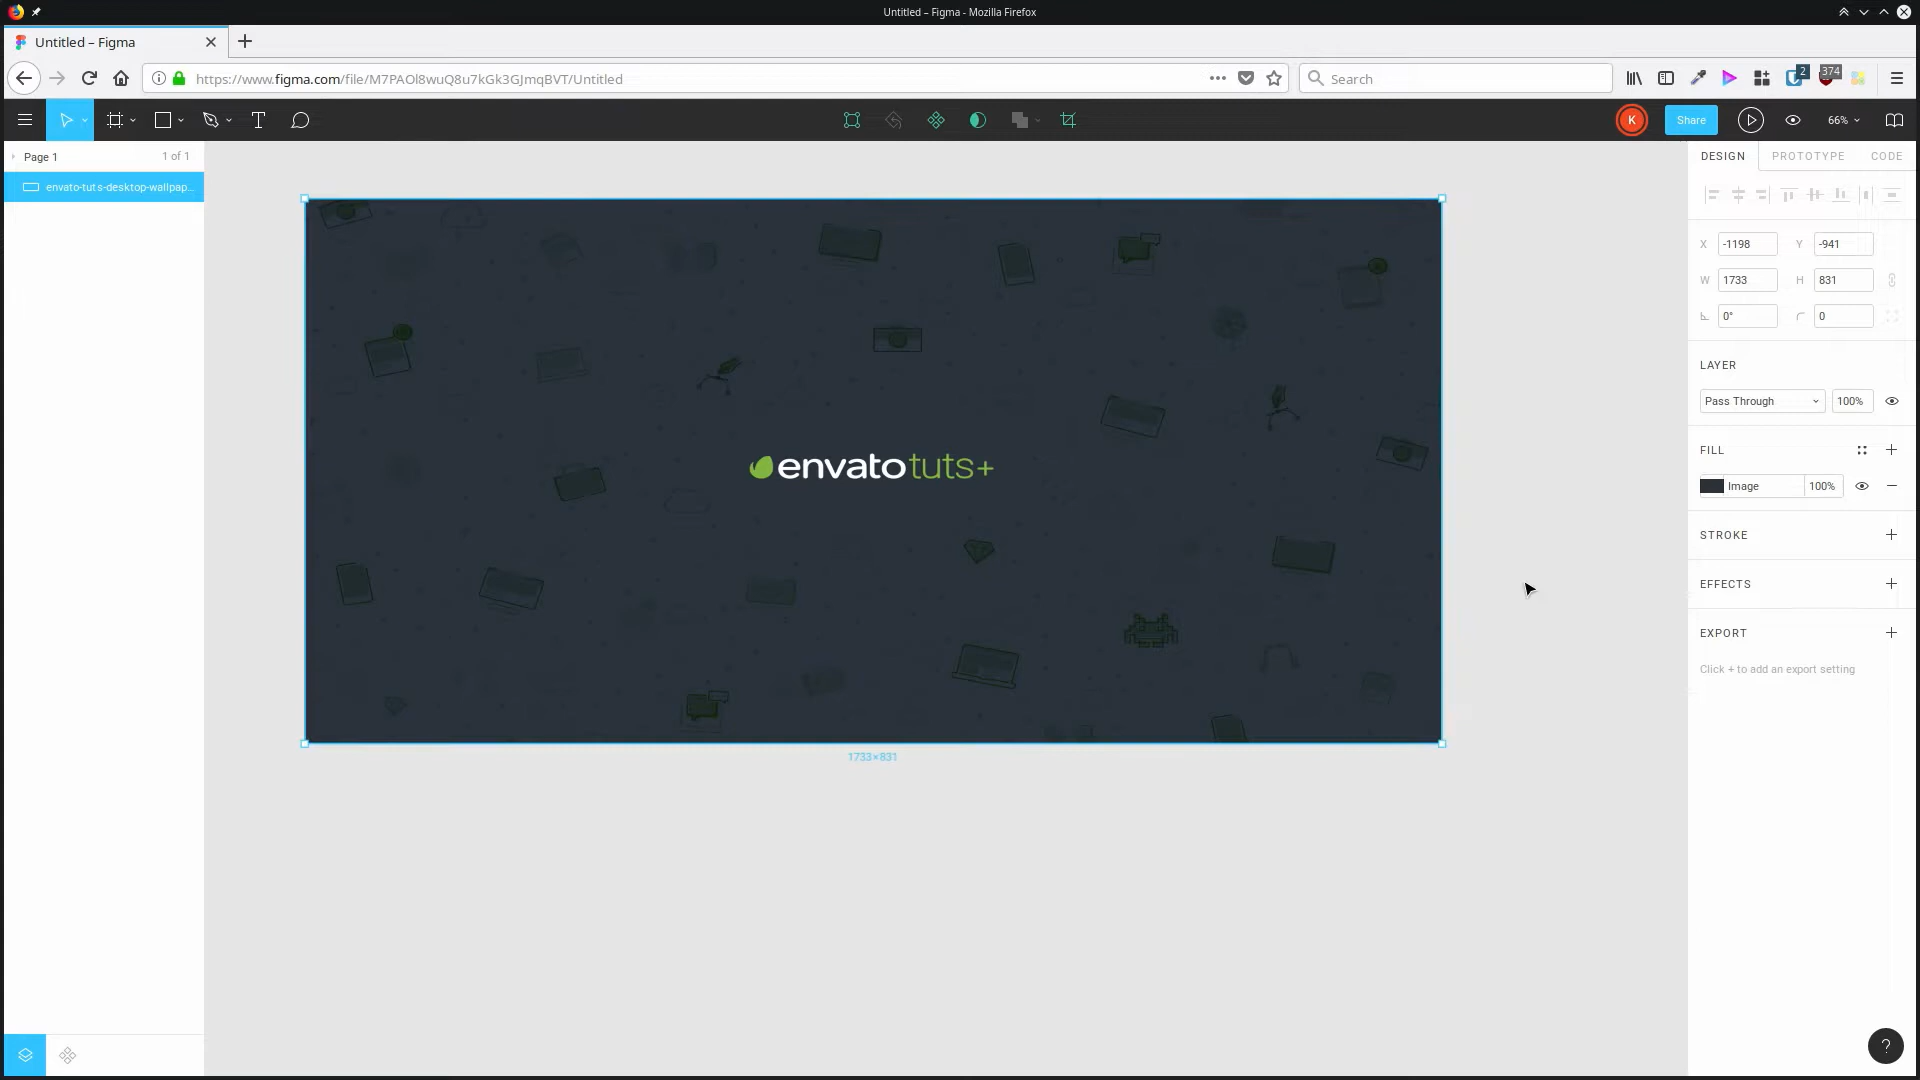 Untitled – Figma - Mozilla Firefox
Untitled – Figma
https://www.figma.com/file/M7PAOl8wuQ8u7kGk3GJmqBVT/Untitled
Search
2
374
K
Share
66%
Page 1
1 of 1
DESIGN
PROTOTYPE
CODE
envato-tuts-desktop-wallpap...
X
-1198
Y
-941
W
1733
H
831
0°
0
LAYER
Pass Through
100%
FILL
Image
100%
STROKE
EFFECTS
EXPORT
Click + to add an export setting
envatotuts+
1733×831
?